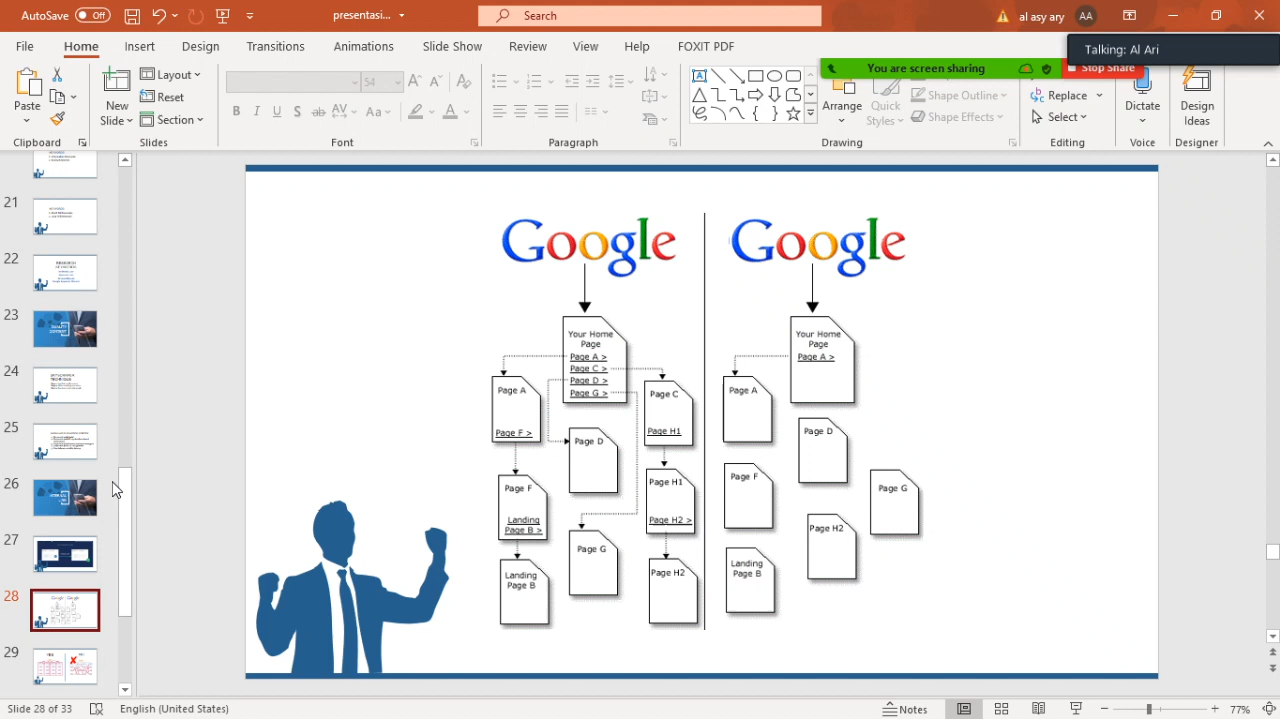 AutoSave Off presentasi... Search al asy ary AA
File Home Insert Design Transitions Animations Slide Show Review View Help FOXIT PDF
Talking: Al Ari
You are screen sharing Stop Share
Paste
Clipboard
New Slide
Layout
Reset
Section
Slides
54
Font
Paragraph
Arrange
Quick Styles
Shape Outline
Shape Effects
Drawing
Replace
Select
Editing
Dictate
Voice
Design Ideas
Designer
21
22
23
24
25
26
27
28
29
Google
Your Home
Page
Page A >
Page C >
Page D >
Page G >
Page A
Page F >
Page C
Page H1
Page D
Page F
Landing
Page B >
Page H1
Page H2 >
Page G
Landing
Page B
Page H2
Google
Your Home
Page
Page A >
Page A
Page D
Page F
Page G
Page H2
Landing
Page B
Slide 28 of 33 English (United States) Notes 77%